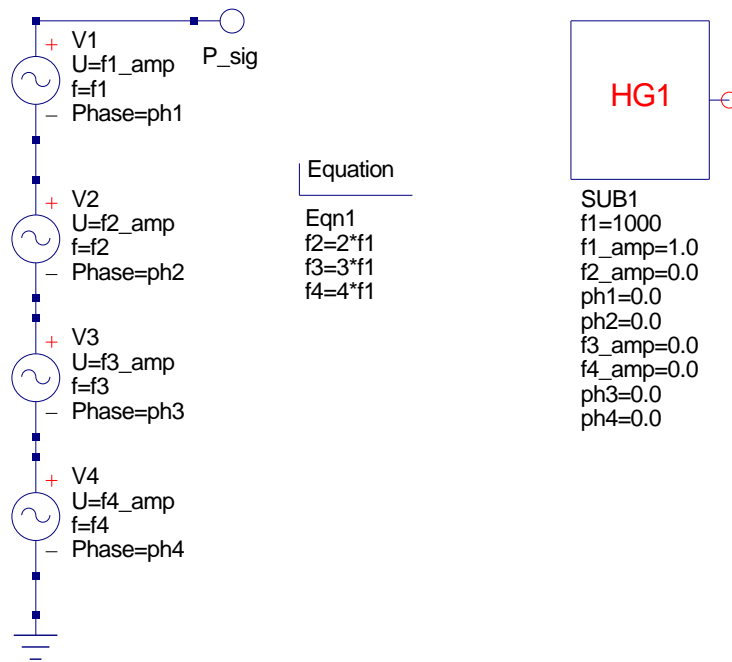 V1
U=f1_amp
f=f1
Phase=ph1
P_sig
V2
U=f2_amp
f=f2
Phase=ph2
V3
U=f3_amp
f=f3
Phase=ph3
V4
U=f4_amp
f=f4
Phase=ph4
Equation
Eqn1
f2=2*f1
f3=3*f1
f4=4*f1
HG1
SUB1
f1=1000
f1_amp=1.0
f2_amp=0.0
ph1=0.0
ph2=0.0
f3_amp=0.0
f4_amp=0.0
ph3=0.0
ph4=0.0